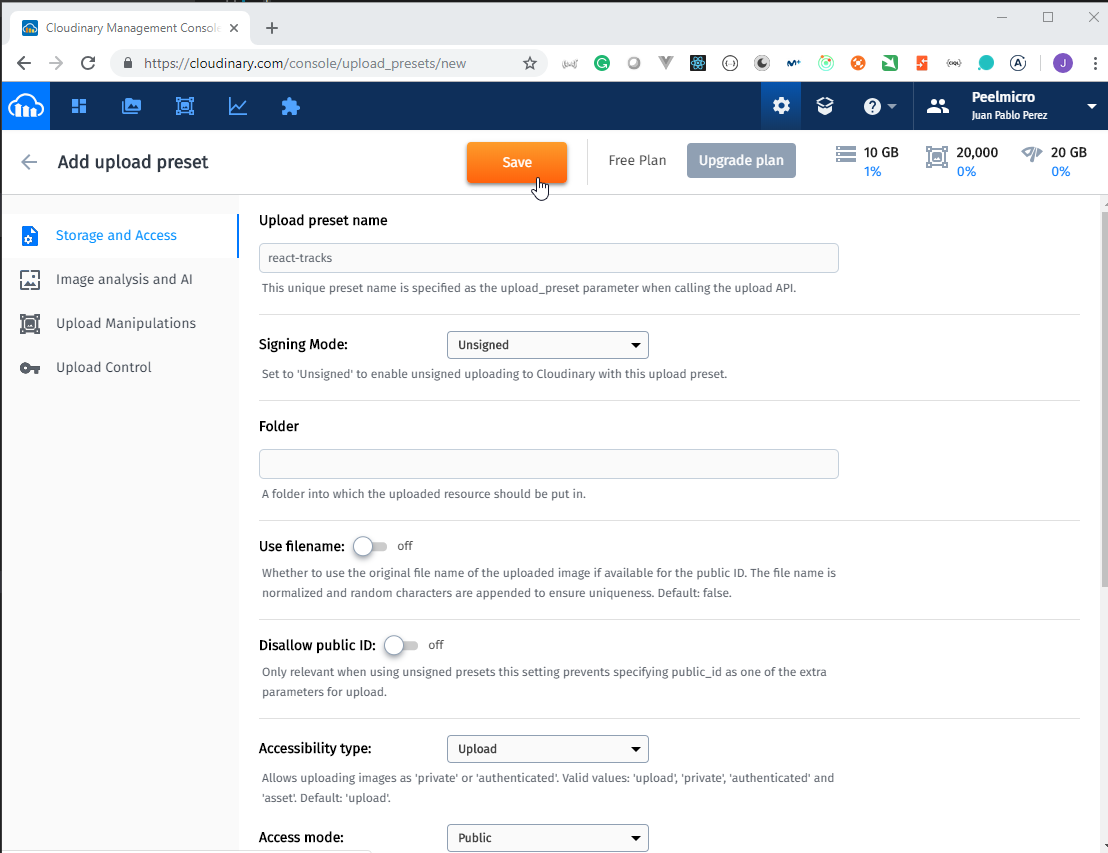 Cloudinary Management Console
https://cloudinary.com/console/upload_presets/new
J
Peelmicro
Juan Pablo Perez
Add upload preset
Save
Free Plan
Upgrade plan
10 GB
1%
20,000
0%
20 GB
0%
Storage and Access
Image analysis and AI
Upload Manipulations
Upload Control
Upload preset name
react-tracks
This unique preset name is specified as the upload_preset parameter when calling the upload API.
Signing Mode:
Unsigned
Set to 'Unsigned' to enable unsigned uploading to Cloudinary with this upload preset.
Folder
A folder into which the uploaded resource should be put in.
Use filename:
off
Whether to use the original file name of the uploaded image if available for the public ID. The file name is
normalized and random characters are appended to ensure uniqueness. Default: false.
Disallow public ID:
off
Only relevant when using unsigned presets this setting prevents specifying public_id as one of the extra
parameters for upload.
Accessibility type:
Upload
Allows uploading images as 'private' or 'authenticated'. Valid values: 'upload', 'private', 'authenticated' and
'asset'. Default: 'upload'.
Access mode:
Public